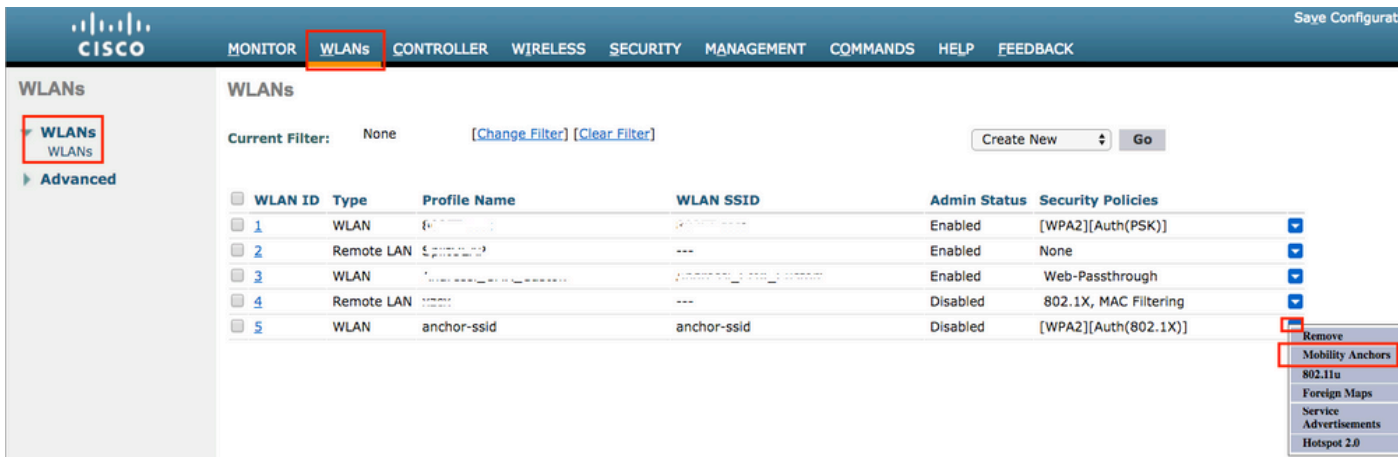 Save Configurat
CISCO
MONITOR WLANs CONTROLLER WIRELESS SECURITY MANAGEMENT COMMANDS HELP FEEDBACK
WLANs
WLANs
WLANs
WLANs
Advanced
Current Filter: None [Change Filter] [Clear Filter]
Create New Go
WLAN ID Type Profile Name WLAN SSID Admin Status Security Policies
1 WLAN Enabled [WPA2][Auth(PSK)]
2 Remote LAN --- Enabled None
3 WLAN Enabled Web-Passthrough
4 Remote LAN --- Disabled 802.1X, MAC Filtering
5 WLAN anchor-ssid anchor-ssid Disabled [WPA2][Auth(802.1X)]
Remove
Mobility Anchors
802.11u
Foreign Maps
Service
Advertisements
Hotspot 2.0